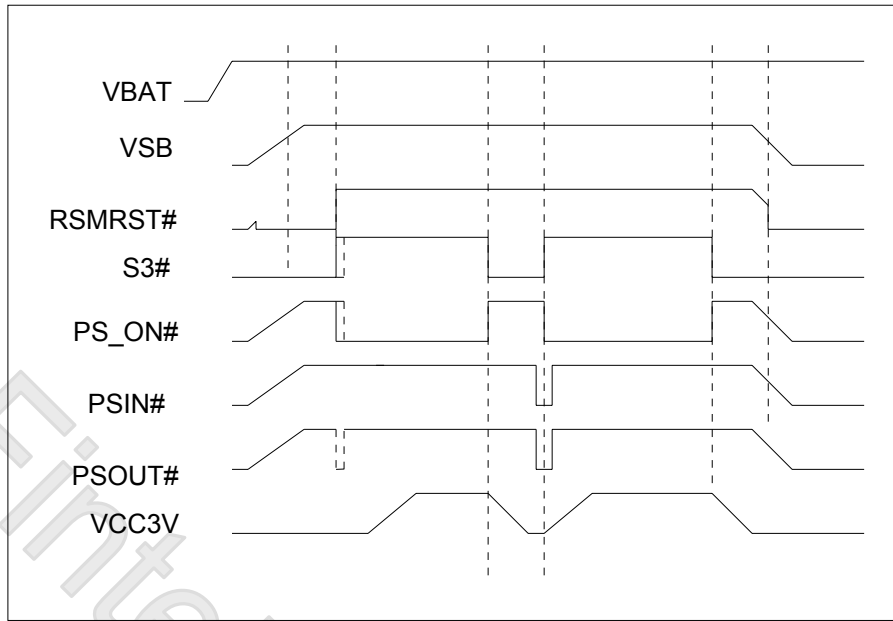 VBAT
VSB
RSMRST#
S3#
PS_ON#
PSIN#
PSOUT#
VCC3V